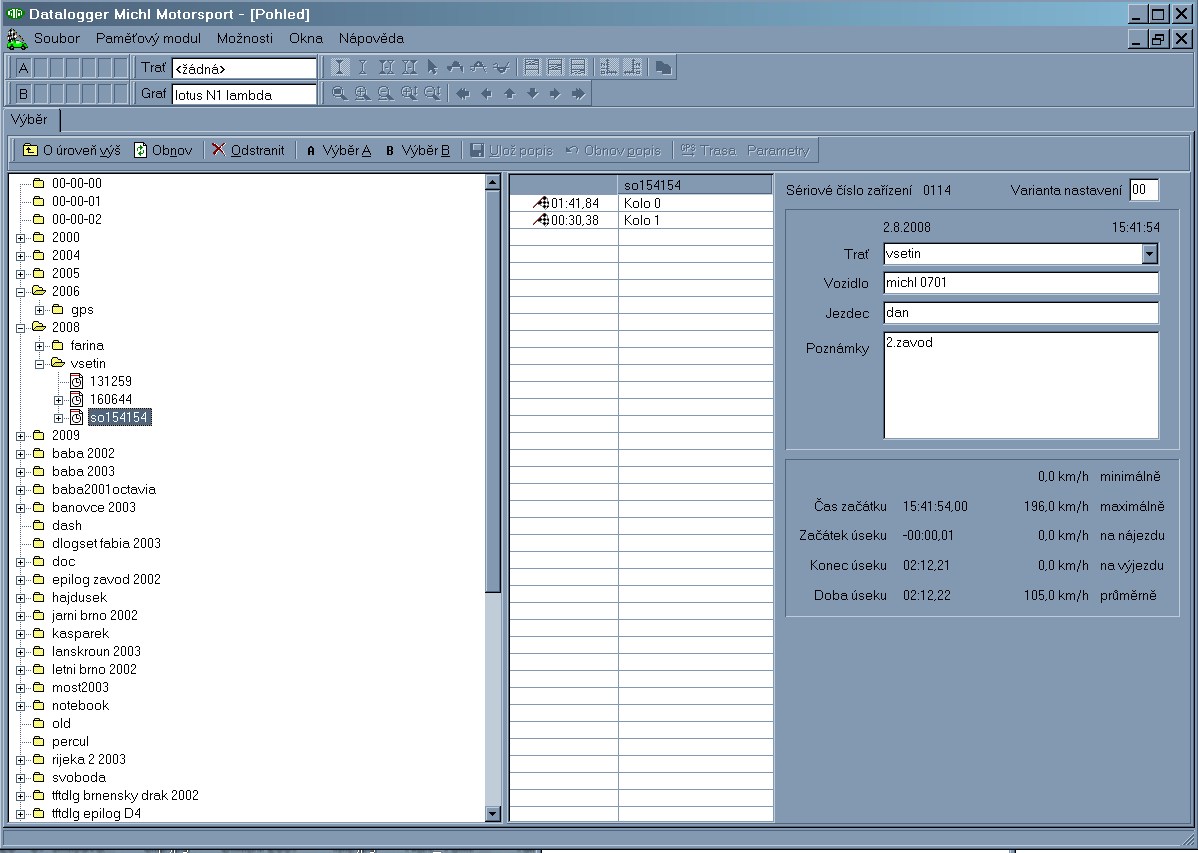 Datalogger Michl Motorsport - [Pohled]
Soubor Paměťový modul Možnosti Okna Nápověda
A Trať <žádná>
B Graf lotus N1 lambda
Výběr
O úroveň výš Obnov Odstranit A Výběr A B Výběr B Ulož popis Obnov popis GPS Trasa Parametry
00-00-00
00-00-01
00-00-02
2000
2004
2005
2006
gps
2008
farina
vsetin
131259
160644
so154154
2009
baba 2002
baba 2003
baba2001octavia
banovce 2003
dash
dlogset fabia 2003
doc
epilog zavod 2002
hajdusek
jarni brno 2002
kasparek
lanskroun 2003
letni brno 2002
most2003
notebook
old
percul
rijeka 2 2003
svoboda
tftdlg brnensky drak 2002
tftdlg epilog D4
so154154
01:41,84 Kolo 0
00:30,38 Kolo 1
Sériové číslo zařízení 0114 Varianta nastavení 00
2.8.2008 15:41:54
Trať vsetin
Vozidlo michl 0701
Jezdec dan
Poznámky 2.zavod
0,0 km/h minimálně
Čas začátku 15:41:54,00 196,0 km/h maximálně
Začátek úseku -00:00,01 0,0 km/h na nájezdu
Konec úseku 02:12,21 0,0 km/h na výjezdu
Doba úseku 02:12,22 105,0 km/h průměrně